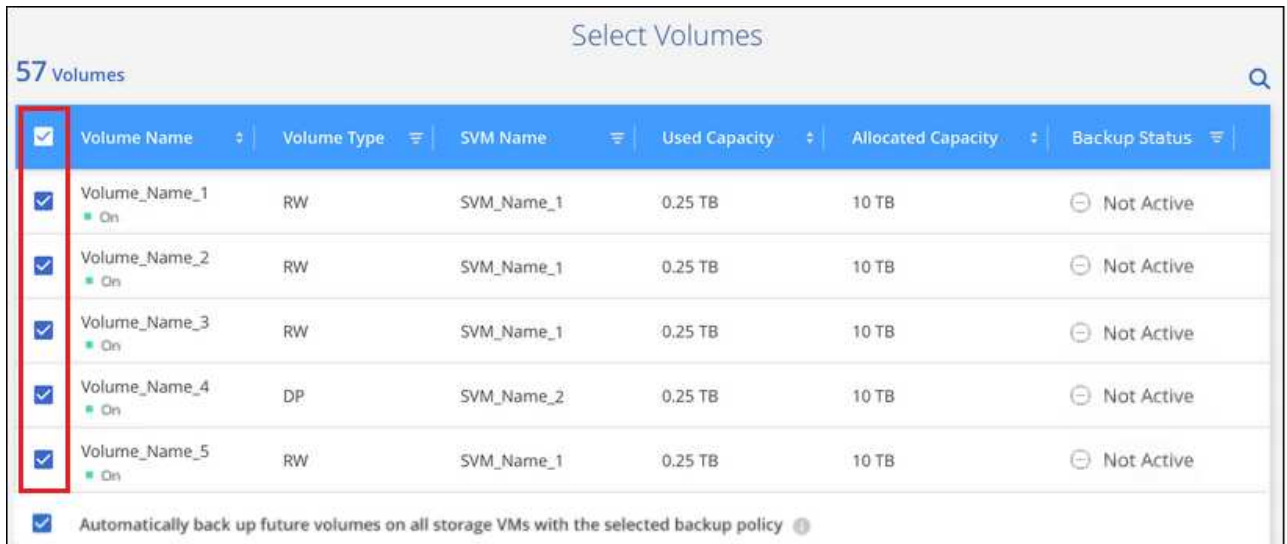 Select Volumes
57 Volumes
Volume Name Volume Type SVM Name Used Capacity Allocated Capacity Backup Status
Volume_Name_1
On RW SVM_Name_1 0.25 TB 10 TB Not Active
Volume_Name_2
On RW SVM_Name_1 0.25 TB 10 TB Not Active
Volume_Name_3
On RW SVM_Name_1 0.25 TB 10 TB Not Active
Volume_Name_4
On DP SVM_Name_2 0.25 TB 10 TB Not Active
Volume_Name_5
On RW SVM_Name_1 0.25 TB 10 TB Not Active
Automatically back up future volumes on all storage VMs with the selected backup policy